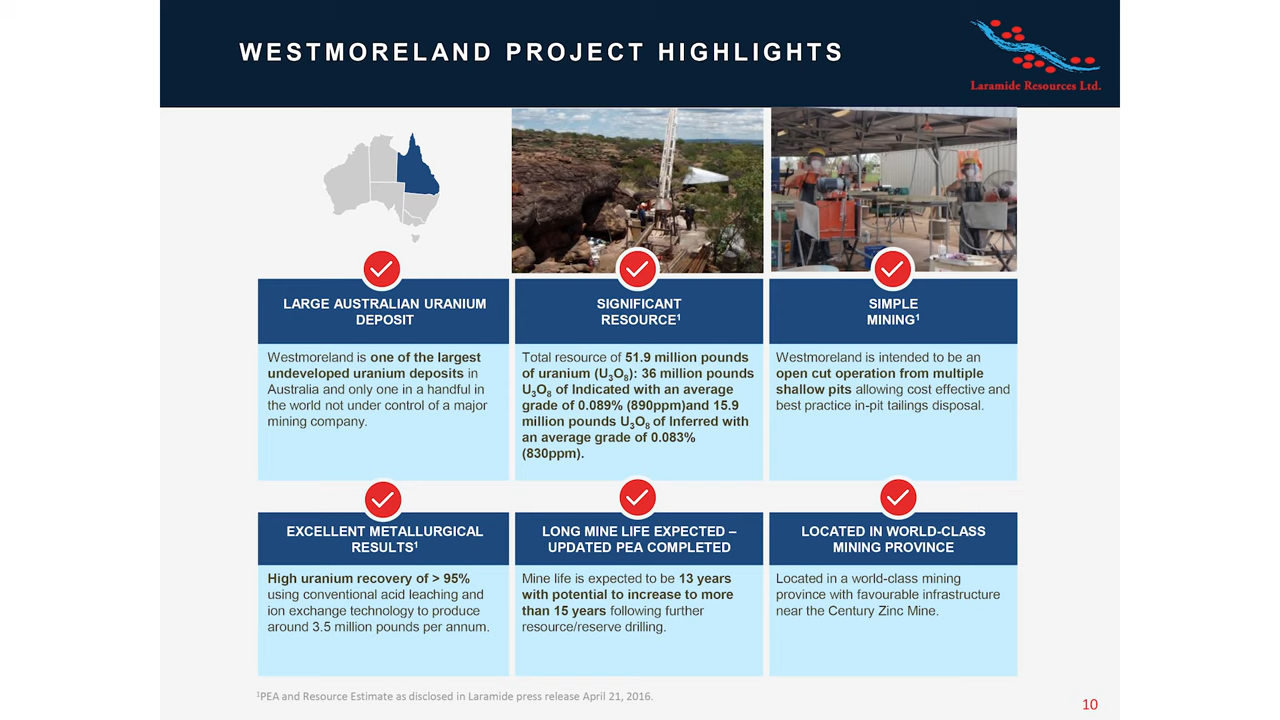 WESTMORELAND PROJECT HIGHLIGHTS
Laramide Resources Ltd.
LARGE AUSTRALIAN URANIUM
DEPOSIT
Westmoreland is one of the largest
undeveloped uranium deposits in
Australia and only one in a handful in
the world not under control of a major
mining company.
SIGNIFICANT
RESOURCE¹
Total resource of 51.9 million pounds
of uranium (U₃O₈): 36 million pounds
U₃O₈ of Indicated with an average
grade of 0.089% (890ppm)and 15.9
million pounds U₃O₈ of Inferred with
an average grade of 0.083%
(830ppm).
SIMPLE
MINING¹
Westmoreland is intended to be an
open cut operation from multiple
shallow pits allowing cost effective and
best practice in-pit tailings disposal.
EXCELLENT METALLURGICAL
RESULTS¹
High uranium recovery of > 95%
using conventional acid leaching and
ion exchange technology to produce
around 3.5 million pounds per annum.
LONG MINE LIFE EXPECTED –
UPDATED PEA COMPLETED
Mine life is expected to be 13 years
with potential to increase to more
than 15 years following further
resource/reserve drilling.
LOCATED IN WORLD-CLASS
MINING PROVINCE
Located in a world-class mining
province with favourable infrastructure
near the Century Zinc Mine.
¹PEA and Resource Estimate as disclosed in Laramide press release April 21, 2016.
10